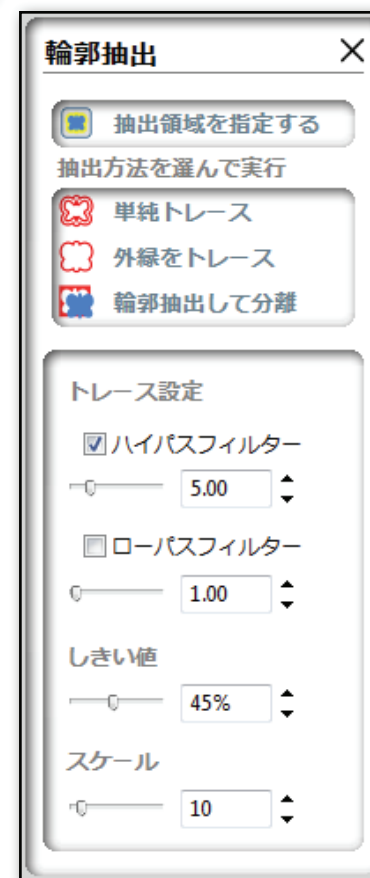 輪郭抽出
抽出領域を指定する
抽出方法を選んで実行
単純トレース
外縁をトレース
輪郭抽出して分離
トレース設定
ハイパスフィルター
5.00
ローパスフィルター
1.00
しきい値
45%
スケール
10